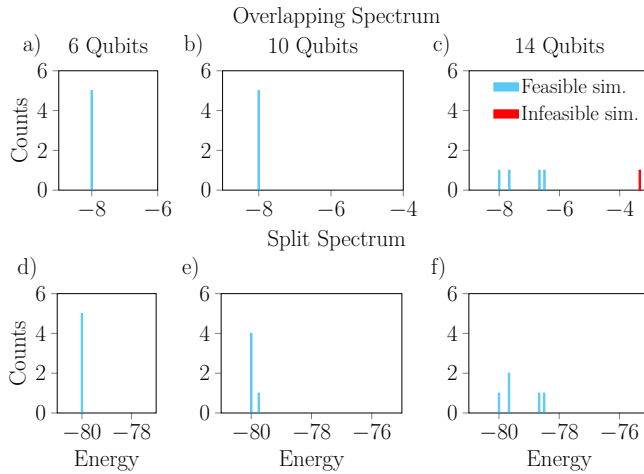 Overlapping Spectrum
a) 6 Qubits b) 10 Qubits c) 14 Qubits
Counts
6 4 2 0
−8 −6
6 4 2 0
−8 −6 −4
6 4 2 0
−8 −6 −4
Feasible sim.
Infeasible sim.
Split Spectrum
d) e) f)
Counts
6 4 2 0
−80 −78
6 4 2 0
−80 −78 −76
6 4 2 0
−80 −78 −76
Energy Energy Energy